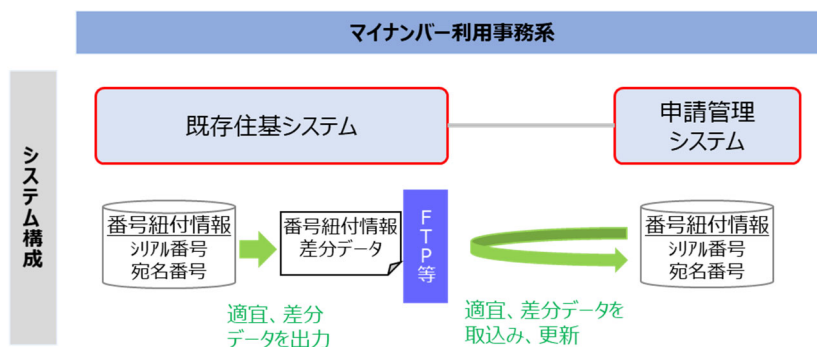 マイナンバー利用事務系
システム構成
既存住基システム
申請管理
システム
番号紐付情報
シリアル番号
宛名番号
番号紐付情報
差分データ
FTP等
番号紐付情報
シリアル番号
宛名番号
適宜、差分
データを出力
適宜、差分データを
取込み、更新